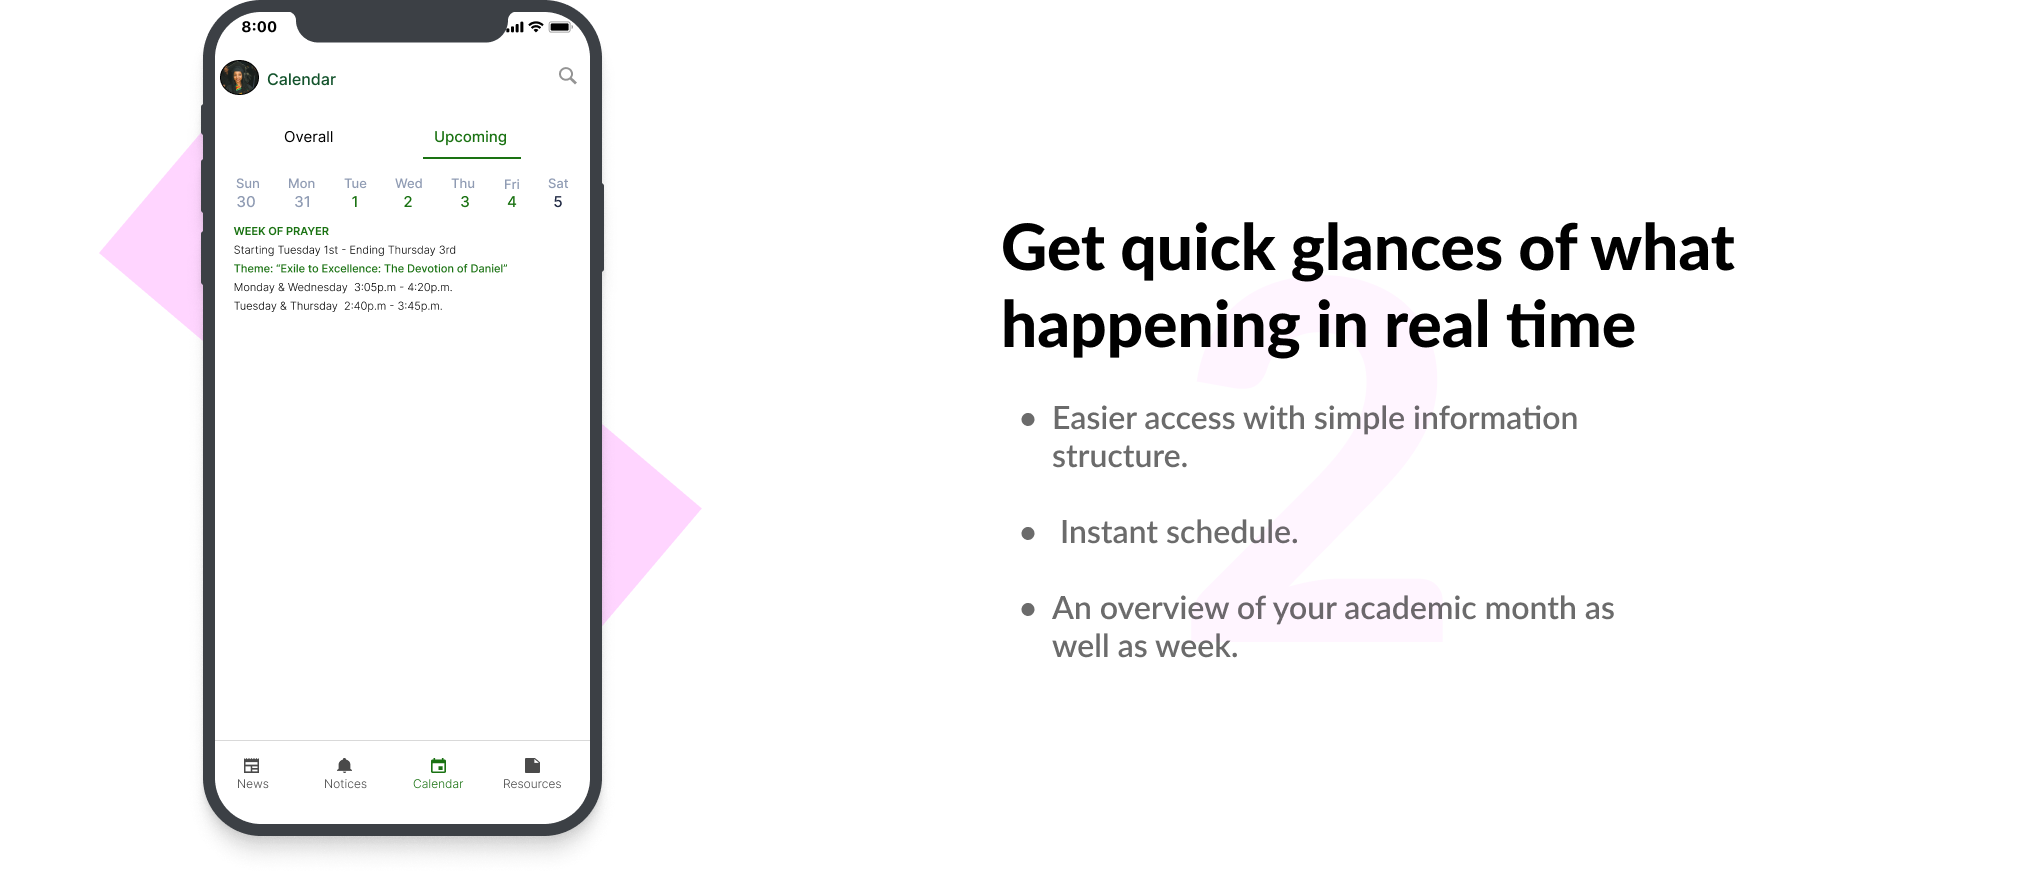 8:00
Calendar
Overall Upcoming
Sun Mon Tue Wed Thu Fri Sat
30 31 1 2 3 4 5
WEEK OF PRAYER
Starting Tuesday 1st - Ending Thursday 3rd
Theme: “Exile to Excellence: The Devotion of Daniel”
Monday & Wednesday  3:05p.m - 4:20p.m.
Tuesday & Thursday  2:40p.m - 3:45p.m.
News Notices Calendar Resources
2
Get quick glances of what
happening in real time
● Easier access with simple information
structure.
● Instant schedule.
● An overview of your academic month as
well as week.